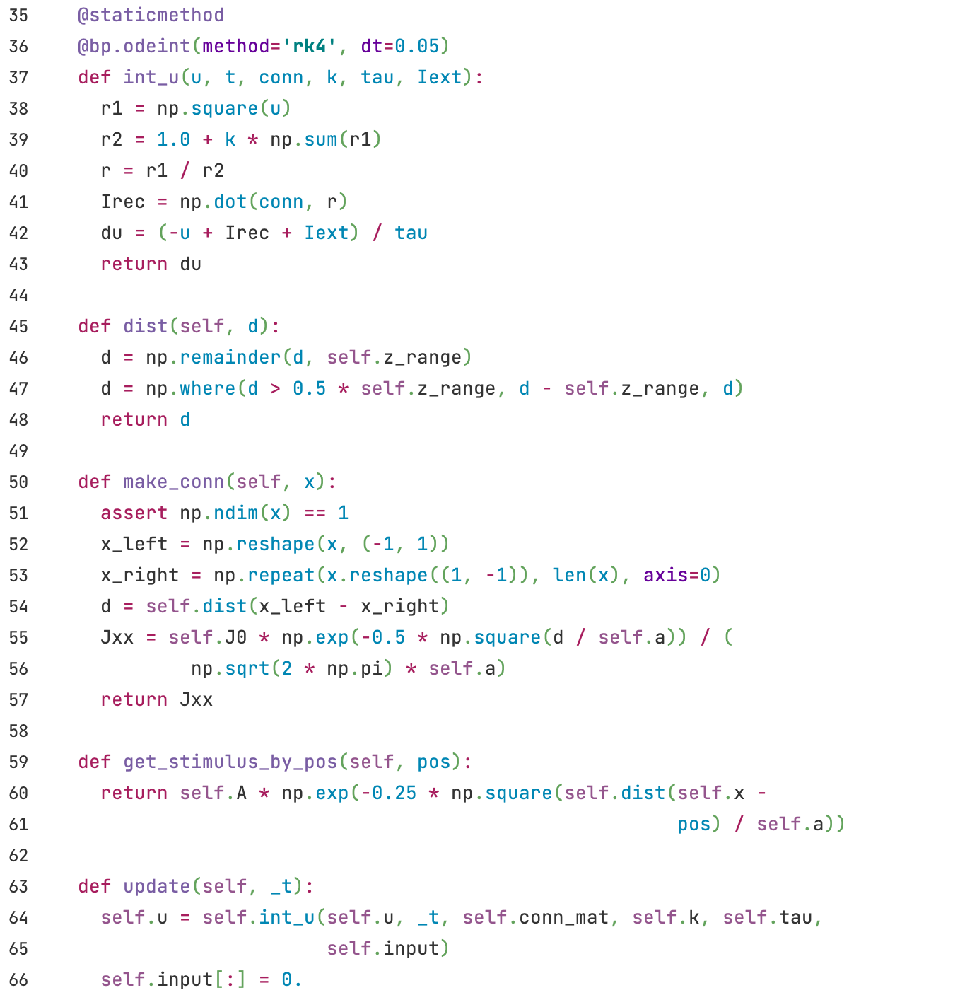 35 @staticmethod
36 @bp.odeint(method='rk4', dt=0.05)
37 def int_u(u, t, conn, k, tau, Iext):
38   r1 = np.square(u)
39   r2 = 1.0 + k * np.sum(r1)
40   r = r1 / r2
41   Irec = np.dot(conn, r)
42   du = (-u + Irec + Iext) / tau
43   return du
44
45 def dist(self, d):
46   d = np.remainder(d, self.z_range)
47   d = np.where(d > 0.5 * self.z_range, d - self.z_range, d)
48   return d
49
50 def make_conn(self, x):
51   assert np.ndim(x) == 1
52   x_left = np.reshape(x, (-1, 1))
53   x_right = np.repeat(x.reshape((1, -1)), len(x), axis=0)
54   d = self.dist(x_left - x_right)
55   Jxx = self.J0 * np.exp(-0.5 * np.square(d / self.a)) / (
56           np.sqrt(2 * np.pi) * self.a)
57   return Jxx
58
59 def get_stimulus_by_pos(self, pos):
60   return self.A * np.exp(-0.25 * np.square(self.dist(self.x -
61                                                      pos) / self.a))
62
63 def update(self, _t):
64   self.u = self.int_u(self.u, _t, self.conn_mat, self.k, self.tau,
65                       self.input)
66   self.input[:] = 0.